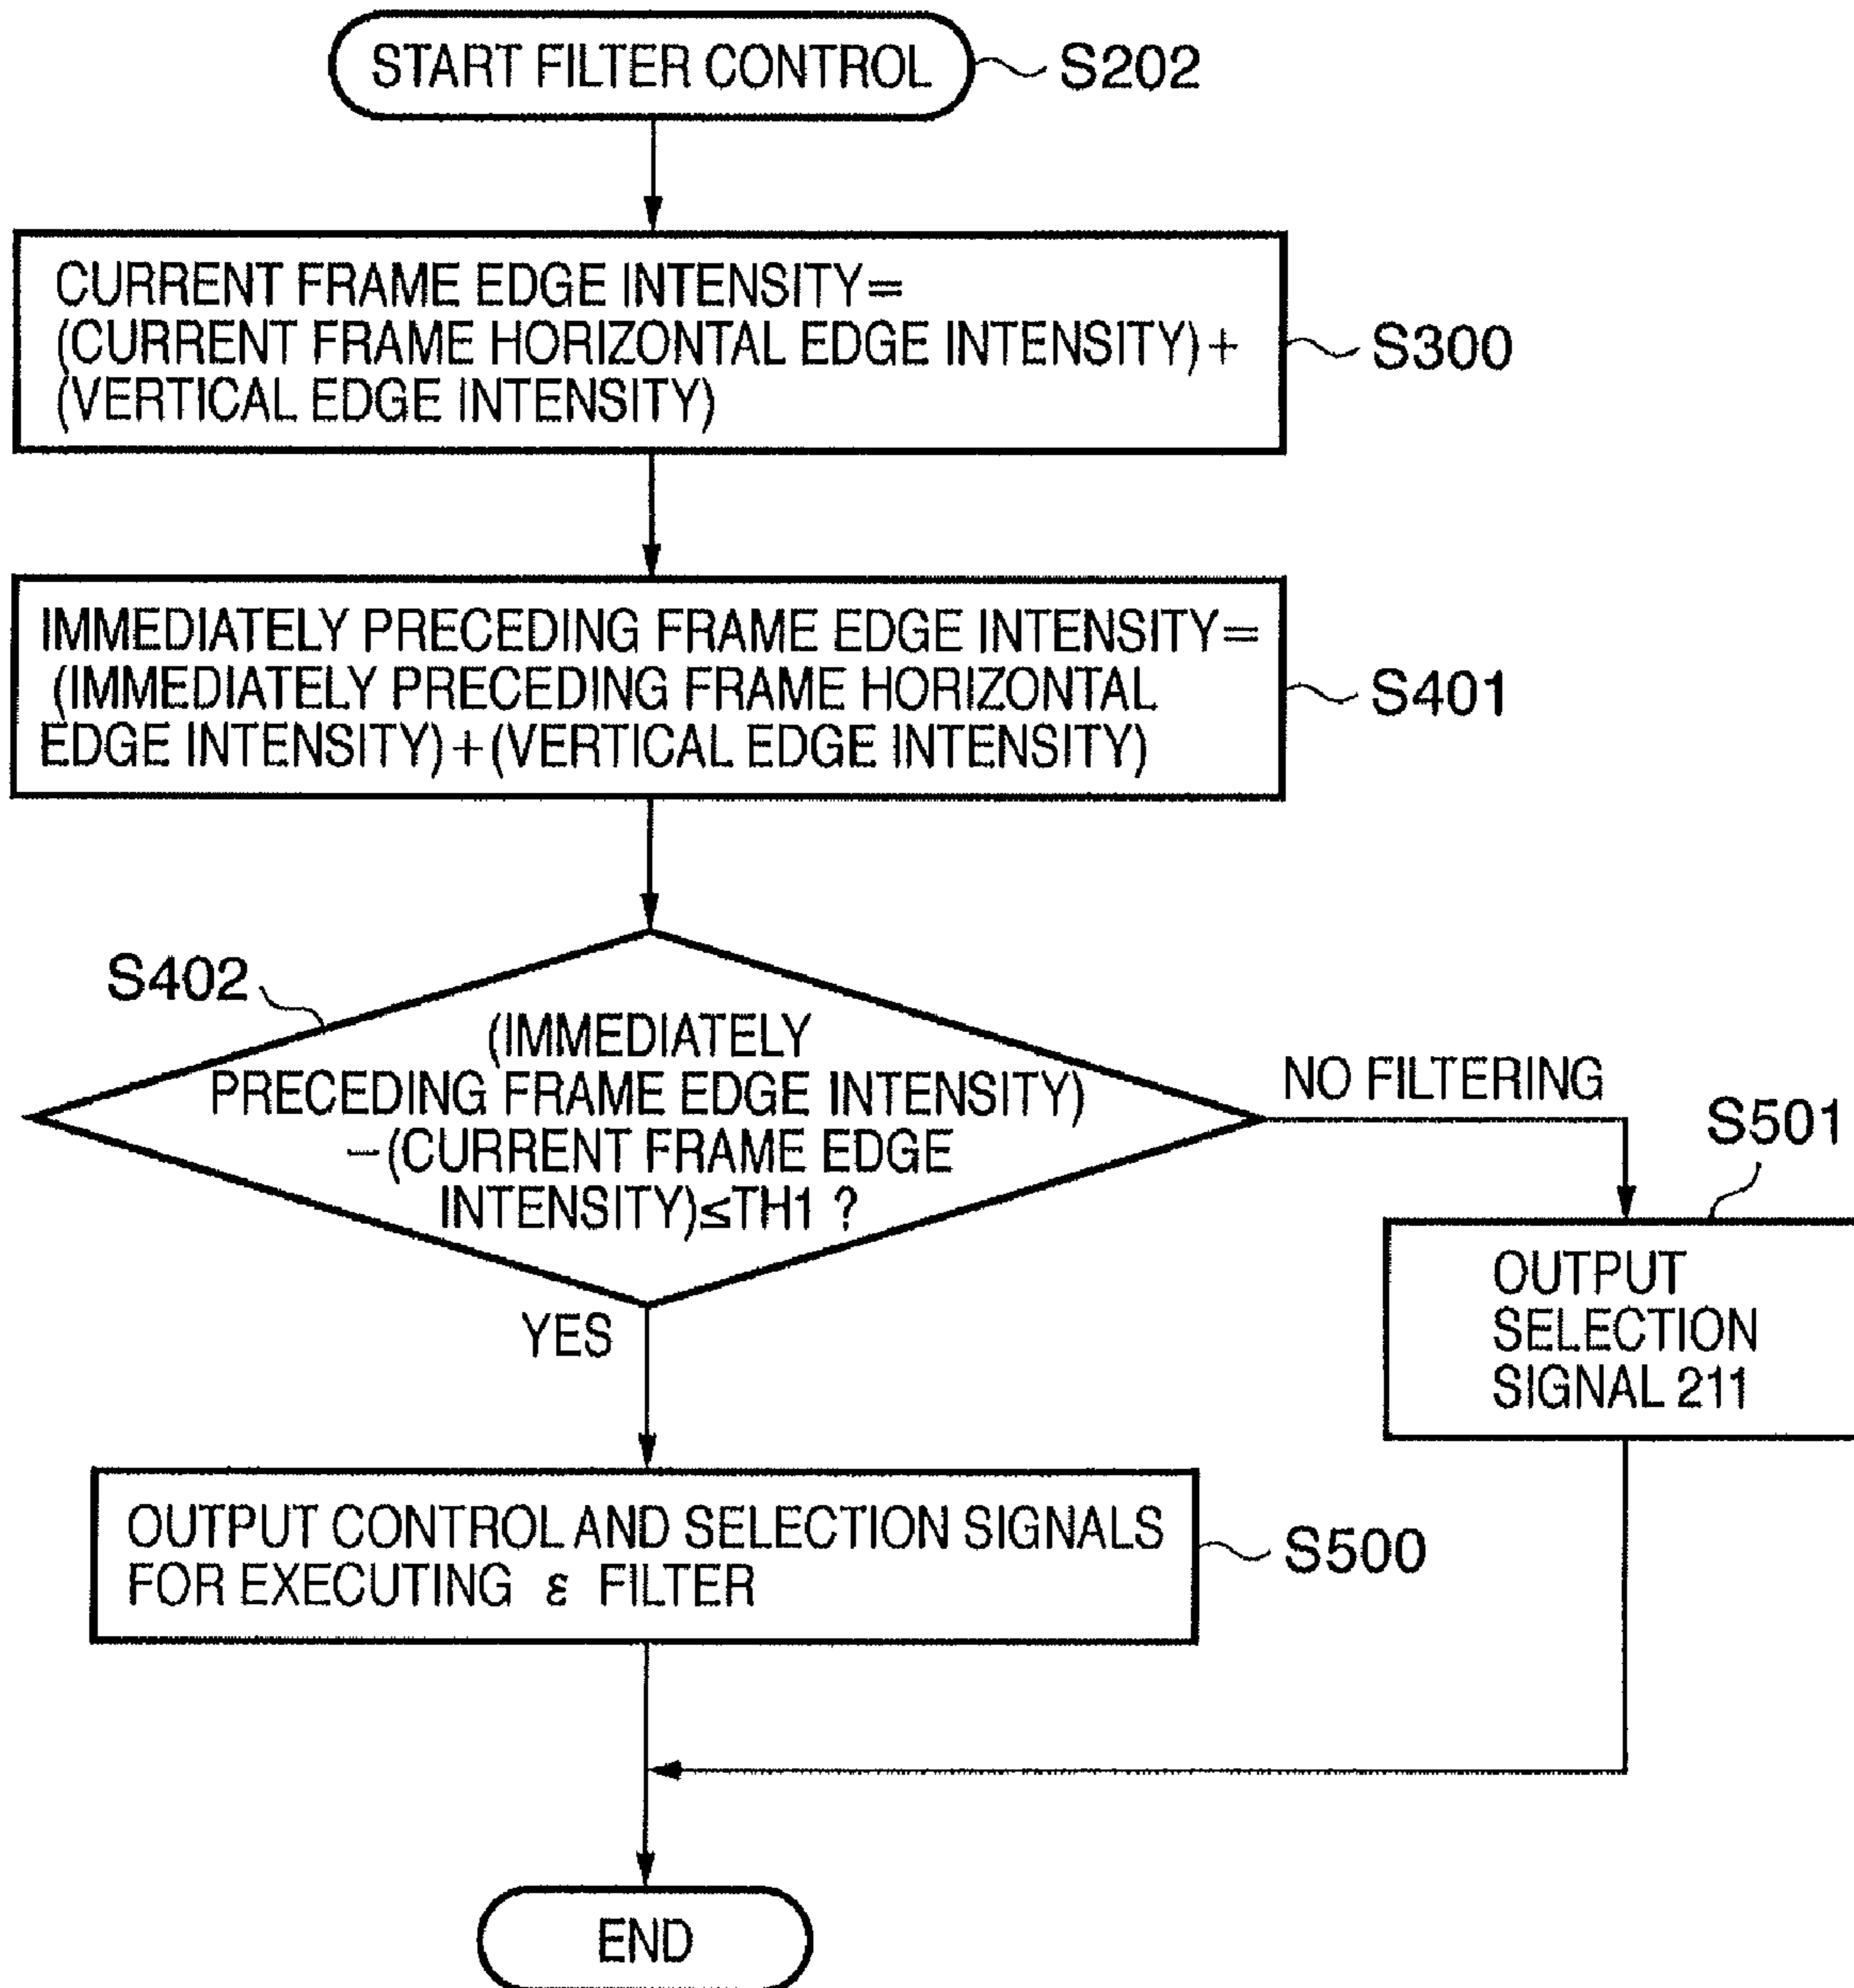 START FILTER CONTROL
S202
CURRENT FRAME EDGE INTENSITY=
(CURRENT FRAME HORIZONTAL EDGE INTENSITY)+
(VERTICAL EDGE INTENSITY)
S300
IMMEDIATELY PRECEDING FRAME EDGE INTENSITY=
(IMMEDIATELY PRECEDING FRAME HORIZONTAL
EDGE INTENSITY)+(VERTICAL EDGE INTENSITY)
S401
S402
(IMMEDIATELY
PRECEDING FRAME EDGE INTENSITY)
-(CURRENT FRAME EDGE
INTENSITY)≤TH1 ?
NO FILTERING
S501
OUTPUT
SELECTION
SIGNAL 211
YES
OUTPUT CONTROL AND SELECTION SIGNALS
FOR EXECUTING ε FILTER
S500
END